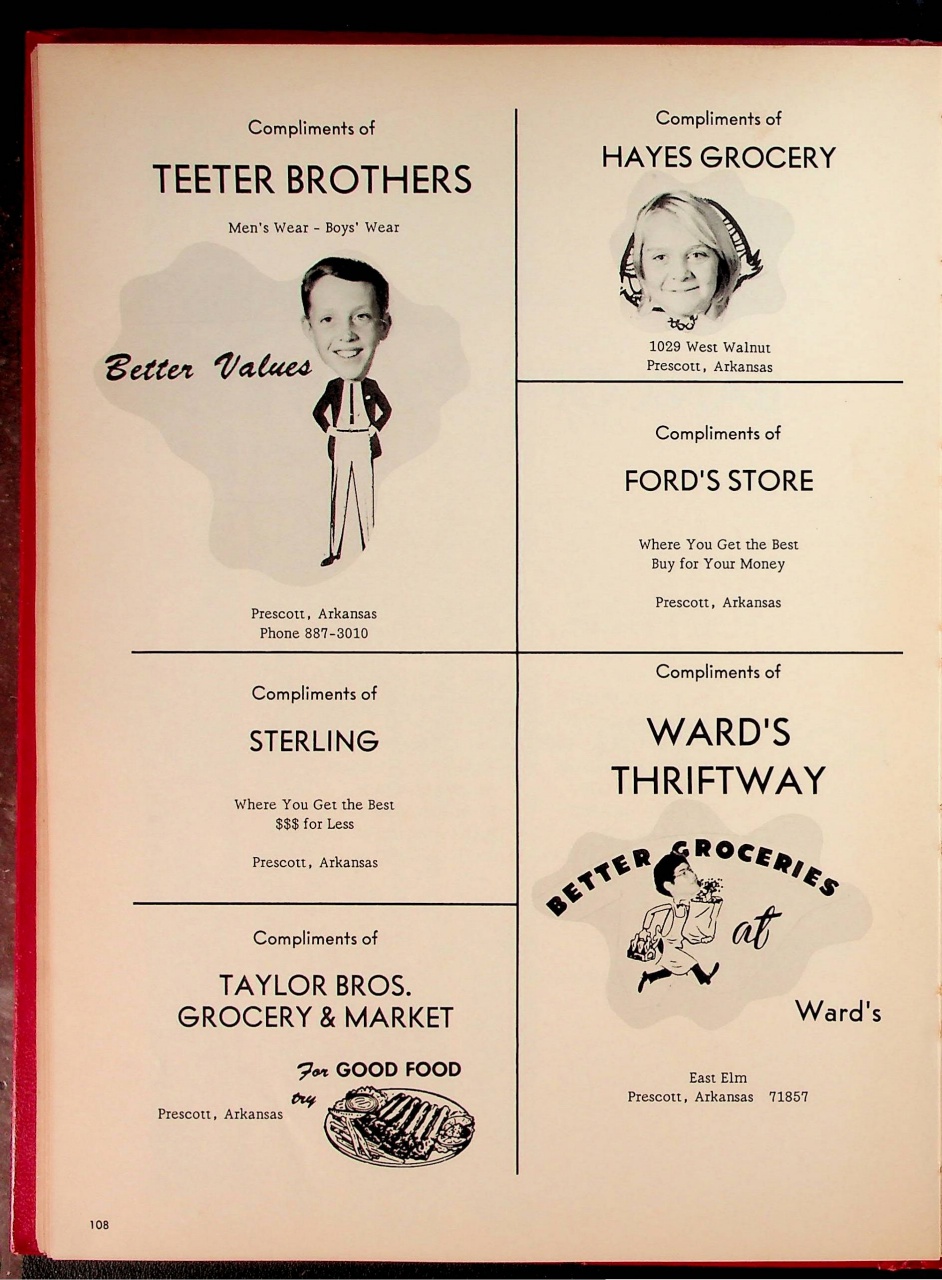 Compliments of
TEETER BROTHERS
Men's Wear - Boys' Wear
Better Values
Prescott, Arkansas
Phone 887-3010
Compliments of
HAYES GROCERY
1029 West Walnut
Prescott, Arkansas
Compliments of
FORD'S STORE
Where You Get the Best
Buy for Your Money
Prescott, Arkansas
Compliments of
STERLING
Where You Get the Best
$$$ for Less
Prescott, Arkansas
Compliments of
WARD'S
THRIFTWAY
BETTER GROCERIES
at
Ward's
East Elm
Prescott, Arkansas 71857
Compliments of
TAYLOR BROS.
GROCERY & MARKET
For GOOD FOOD
try
Prescott, Arkansas
108